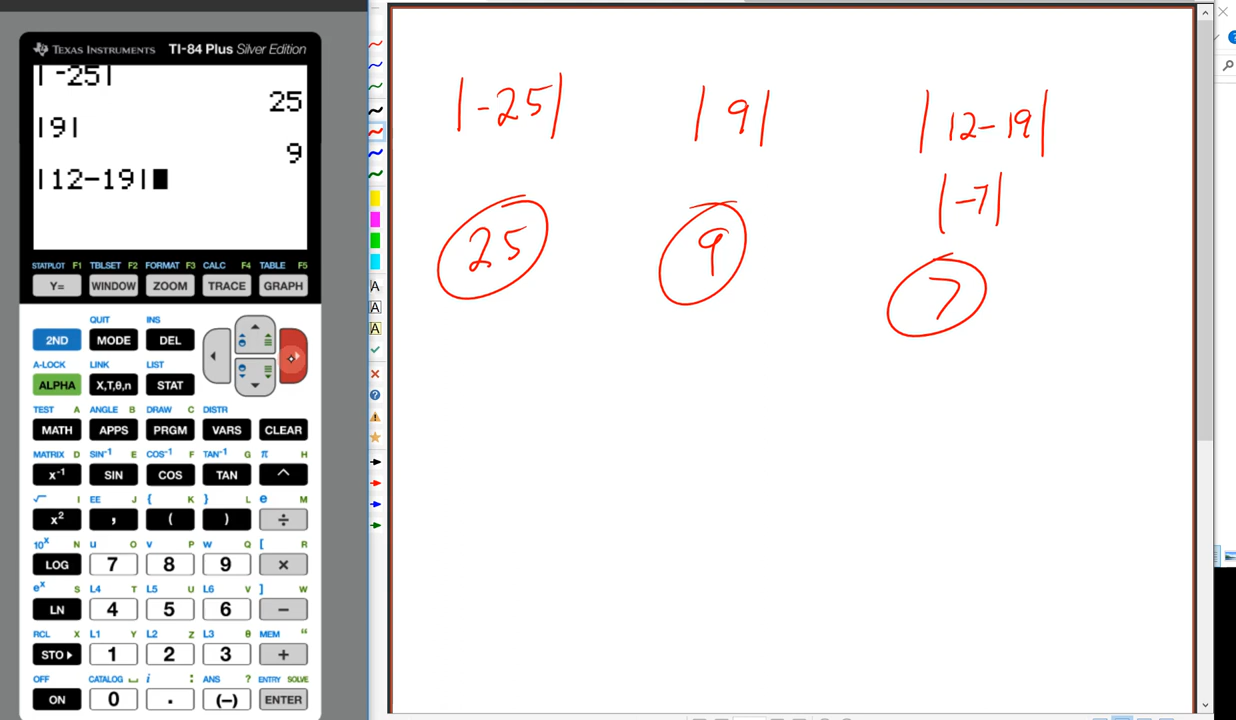 TEXAS INSTRUMENTS TI-84 Plus Silver Edition
|-25|
25
|9|
9
|12-19|
STATPLOT F1 TBLSET F2 FORMAT F3 CALC F4 TABLE F5
Y= WINDOW ZOOM TRACE GRAPH
QUIT INS
2ND MODE DEL
A-LOCK LINK LIST
ALPHA X,T,θ,n STAT
TEST A ANGLE B DRAW C DISTR
MATH APPS PRGM VARS CLEAR
MATRIX D SIN⁻¹ E COS⁻¹ F TAN⁻¹ G π H
x⁻¹ SIN COS TAN ^
√ I EE J { K } L e M
x² , ( ) ÷
10ˣ N u O v P w Q [ R
LOG 7 8 9 ×
eˣ S L4 T L5 U L6 V ] W
LN 4 5 6 −
RCL X L1 Y L2 Z L3 θ MEM "
STO▶ 1 2 3 +
OFF CATALOG i : ANS ? ENTRY SOLVE
ON 0 . (−) ENTER
|-25| |9| |12-19|
|-7|
25 9 7
A
A
A